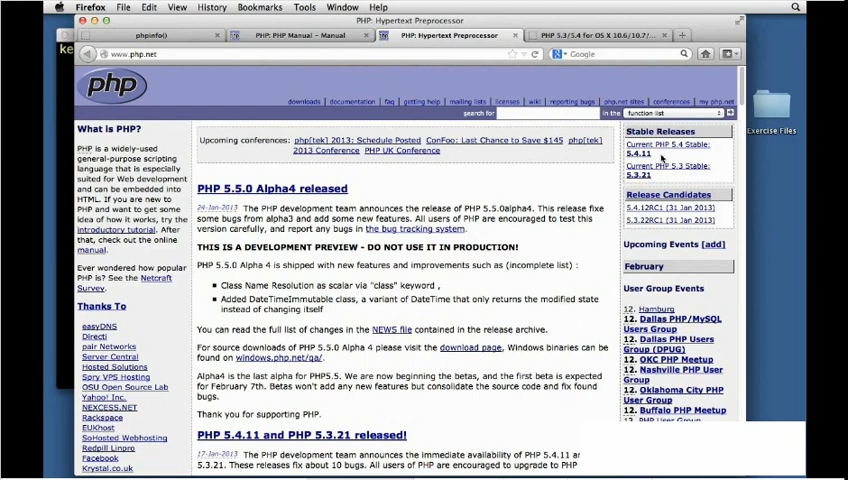 Firefox File Edit View History Bookmarks Tools Window Help
PHP: Hypertext Preprocessor
phpinfo() PHP: PHP Manual – Manual PHP: Hypertext Preprocessor PHP 5.3/5.4 for OS X 10.6/10.7/...
ke
www.php.net Google
php
downloads | documentation | faq | getting help | mailing lists | licenses | wiki | reporting bugs | php.net sites | conferences | my php.net
search for in the function list
What is PHP?
PHP is a widely-used
general-purpose scripting
language that is especially
suited for Web development
and can be embedded into
HTML. If you are new to
PHP and want to get some
idea of how it works, try the
introductory tutorial. After
that, check out the online
manual.
Ever wondered how popular
PHP is? See the Netcraft
Survey.
Thanks To
easyDNS
Directi
pair Networks
Server Central
Hosted Solutions
Spry VPS Hosting
OSU Open Source Lab
Yahoo! Inc.
NEXCESS.NET
Rackspace
EUKhost
SoHosted Webhosting
Redpill Linpro
Facebook
Krystal.co.uk
Upcoming conferences: php[tek] 2013: Schedule Posted ConFoo: Last Chance to Save $145 php[tek]
2013 Conference PHP UK Conference
PHP 5.5.0 Alpha4 released
24-Jan-2013 The PHP development team announces the release of PHP 5.5.0alpha4. This release fixe
some bugs from alpha3 and add some new features. All users of PHP are encouraged to test this
version carefully, and report any bugs in the bug tracking system.
THIS IS A DEVELOPMENT PREVIEW - DO NOT USE IT IN PRODUCTION!
PHP 5.5.0 Alpha 4 is shipped with new features and improvements such as (incomplete list) :
Class Name Resolution as scalar via "class" keyword ,
Added DateTimeImmutable class, a variant of DateTime that only returns the modified state
instead of changing itself
You can read the full list of changes in the NEWS file contained in the release archive.
For source downloads of PHP 5.5.0 Alpha 4 please visit the download page, Windows binaries can be
found on windows.php.net/qa/.
Alpha4 is the last alpha for PHP5.5. We are now beginning the betas, and the first beta is expected
for February 7th. Betas won't add any new features but consolidate the source code and fix found
bugs.
Thank you for supporting PHP.
PHP 5.4.11 and PHP 5.3.21 released!
17-Jan-2013 The PHP development team announces the immediate availability of PHP 5.4.11 ar
5.3.21. These releases fix about 10 bugs. All users of PHP are encouraged to upgrade to PHP
Stable Releases
Current PHP 5.4 Stable:
5.4.11
Current PHP 5.3 Stable:
5.3.21
Release Candidates
5.4.12RC1 (31 Jan 2013)
5.3.22RC1 (31 Jan 2013)
Upcoming Events [add]
February
User Group Events
12. Hamburg
12. Dallas PHP/MySQL
Users Group
12. Dallas PHP Users
Group (DPUG)
12. OKC PHP Meetup
12. Nashville PHP User
Group
12. Oklahoma City PHP
User Group
12. Buffalo PHP Meetup
Exercise Files